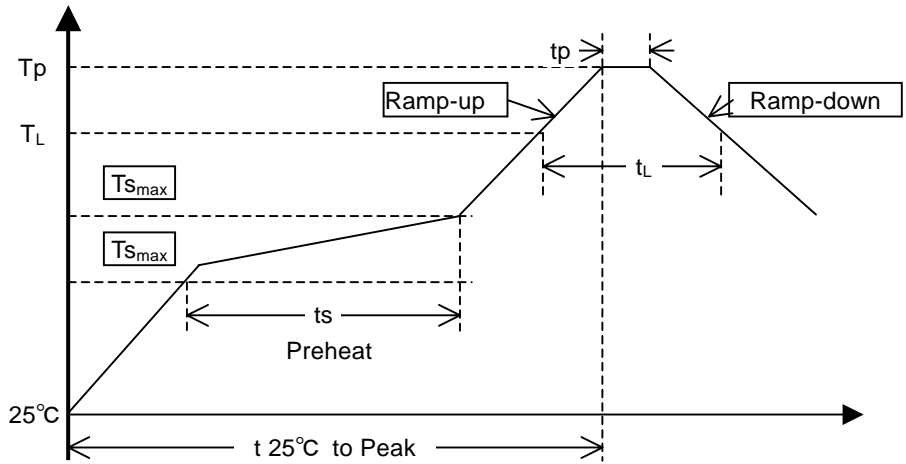 tp
Tp
Ramp-up
Ramp-down
TL
tL
Tsmax
Tsmax
ts
Preheat
25℃
t 25℃ to Peak